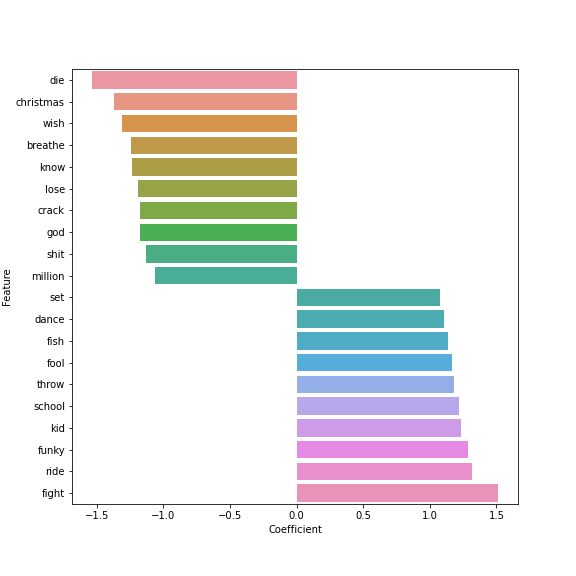 die
christmas
wish
breathe
know
lose
crack
god
shit
million
set
dance
fish
fool
throw
school
kid
funky
ride
fight
Feature
−1.5 −1.0 −0.5 0.0 0.5 1.0 1.5
Coefficient